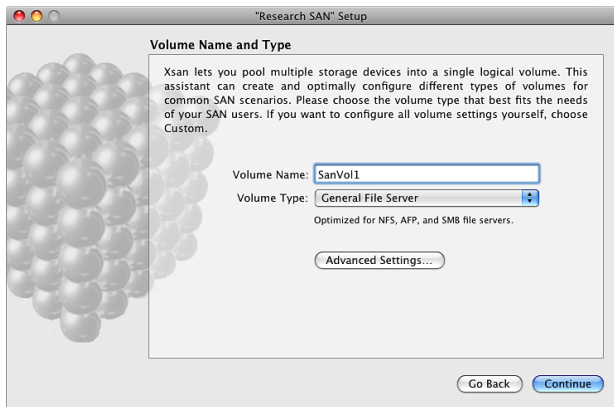 "Research SAN" Setup
Volume Name and Type
Xsan lets you pool multiple storage devices into a single logical volume. This
assistant can create and optimally configure different types of volumes for
common SAN scenarios. Please choose the volume type that best fits the needs
of your SAN users. If you want to configure all volume settings yourself, choose
Custom.
Volume Name: SanVol1
Volume Type: General File Server
Optimized for NFS, AFP, and SMB file servers.
Advanced Settings...
Go Back Continue